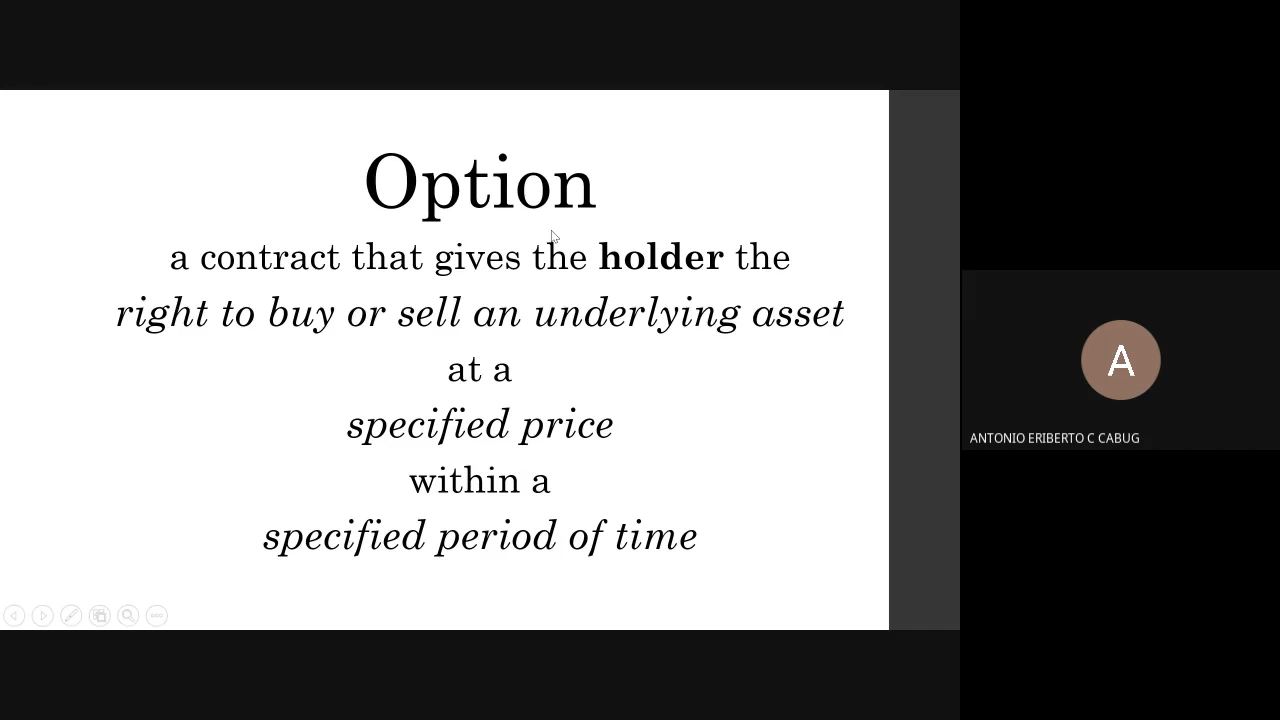 Option
a contract that gives the holder the
right to buy or sell an underlying asset
at a
specified price
within a
specified period of time
A
ANTONIO ERIBERTO C CABUG